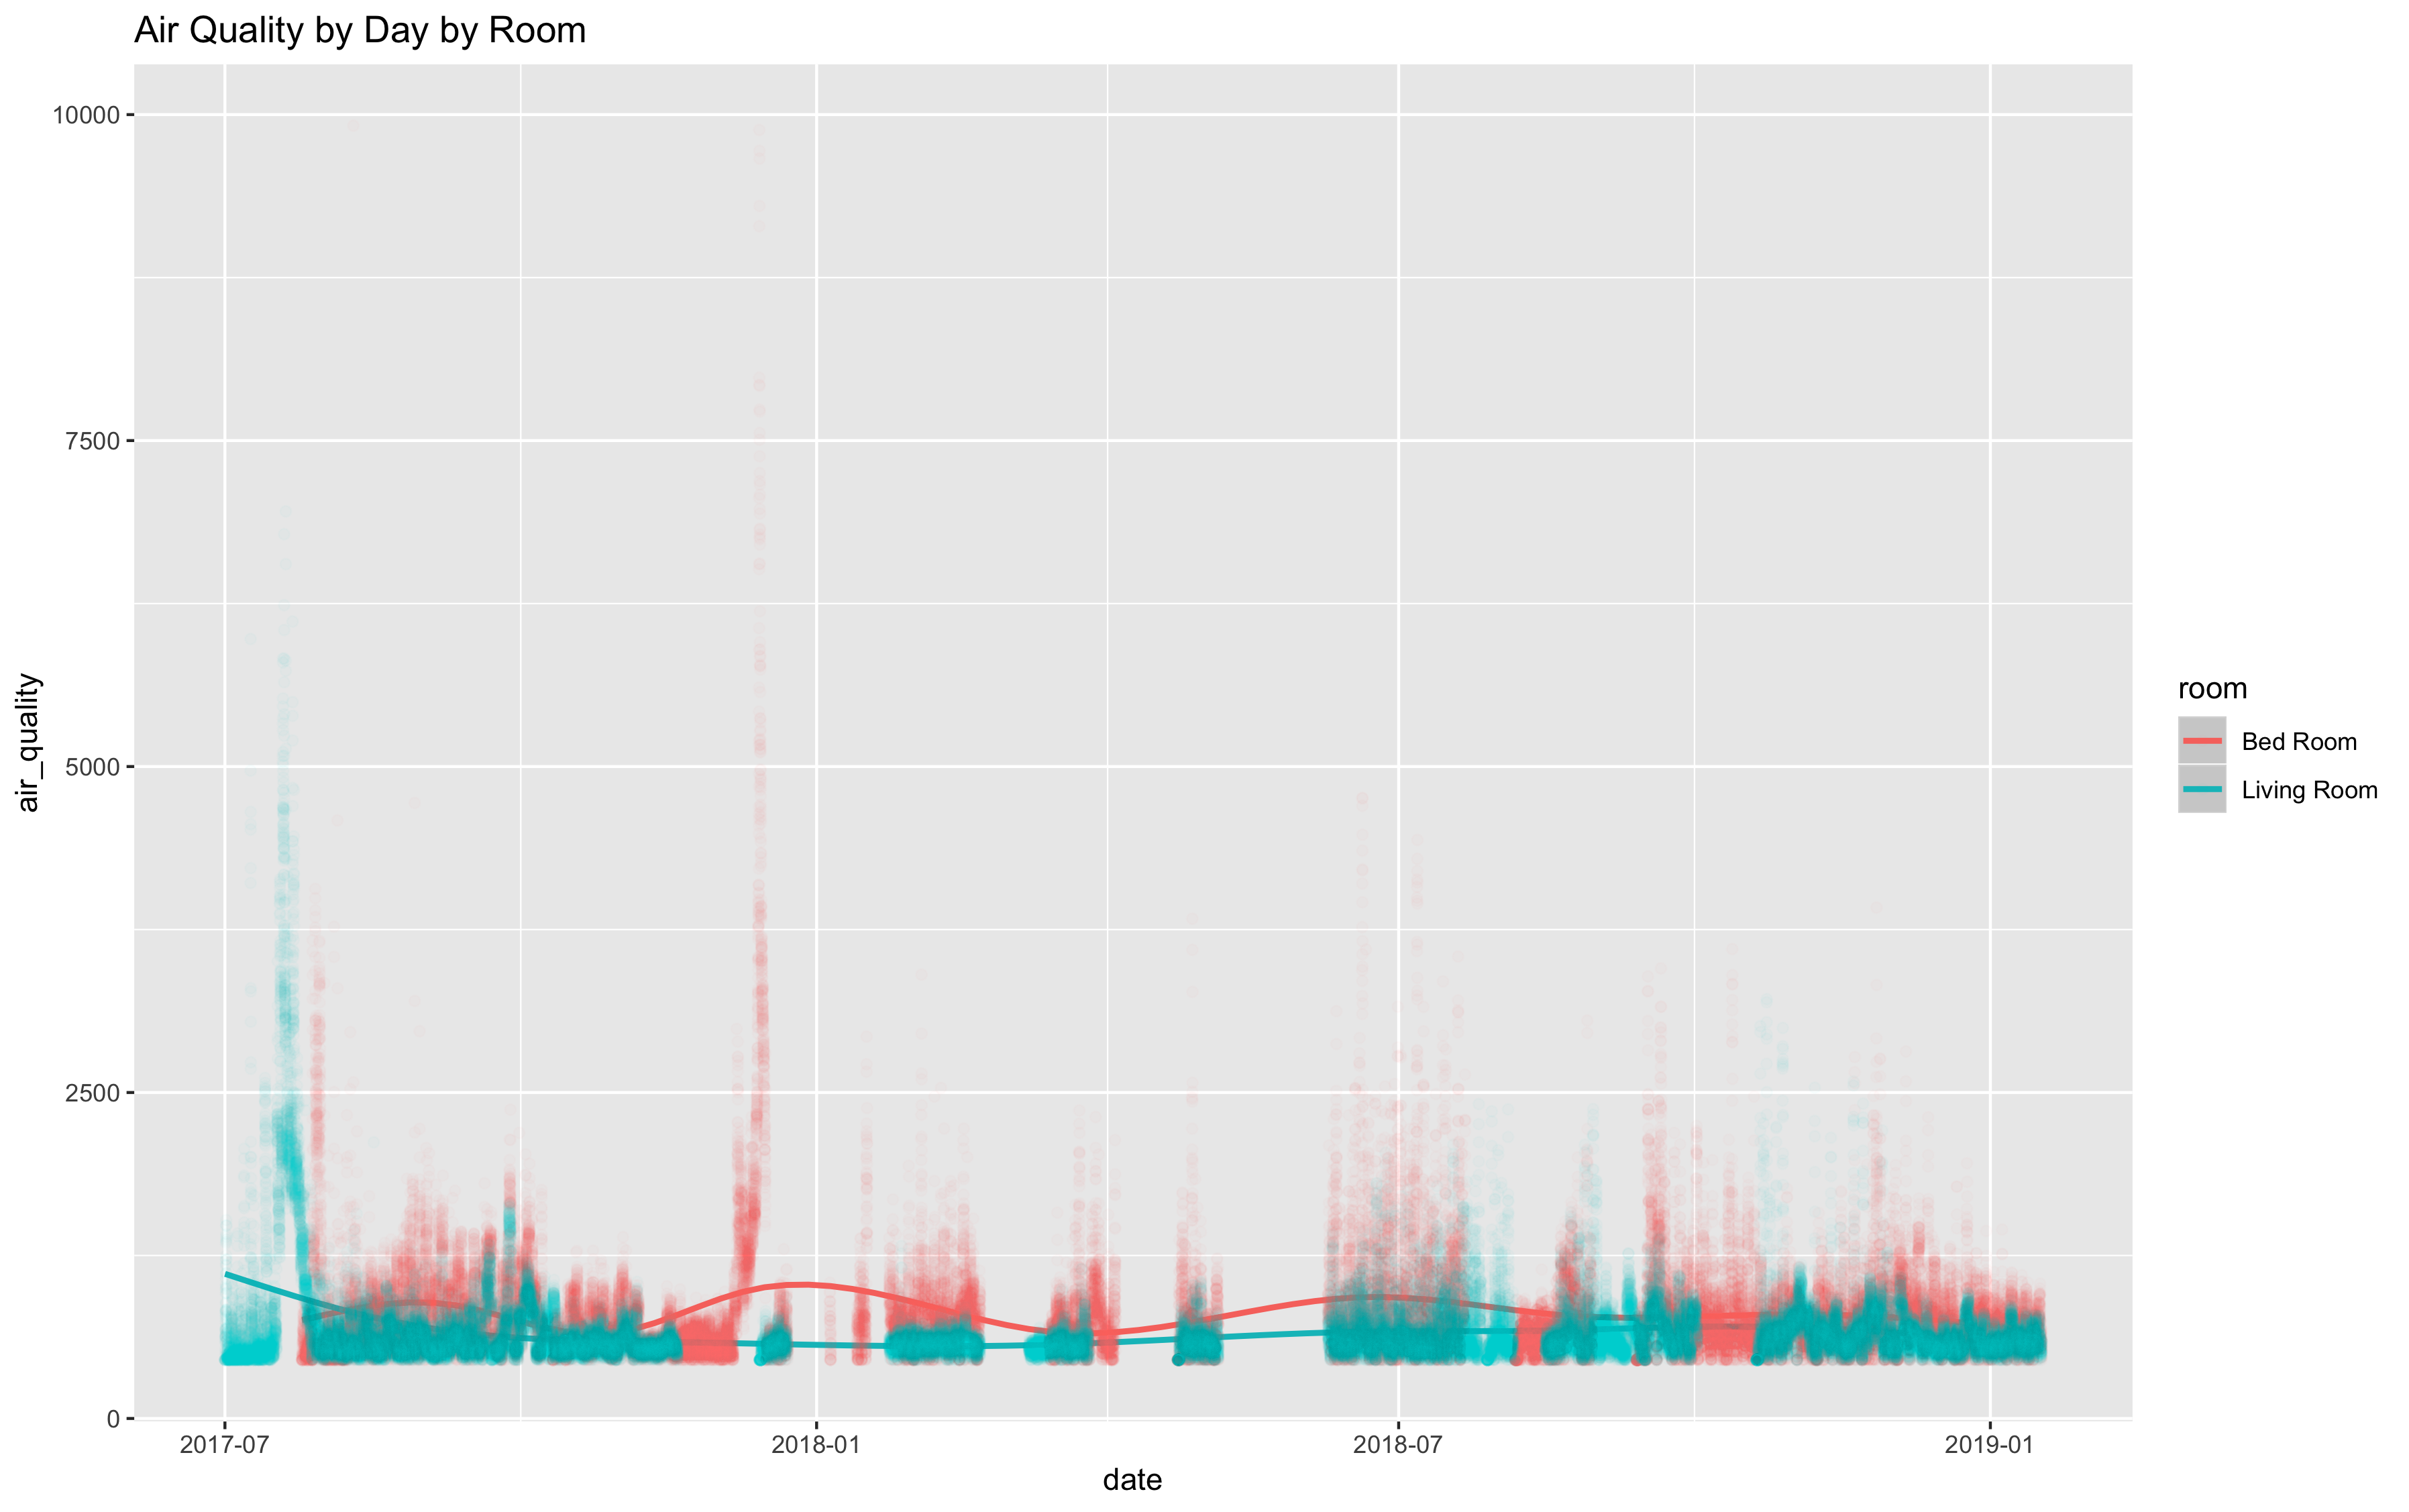 Air Quality by Day by Room
10000
7500
5000
2500
0
air_quality
2017-07
2018-01
2018-07
2019-01
date
room
Bed Room
Living Room